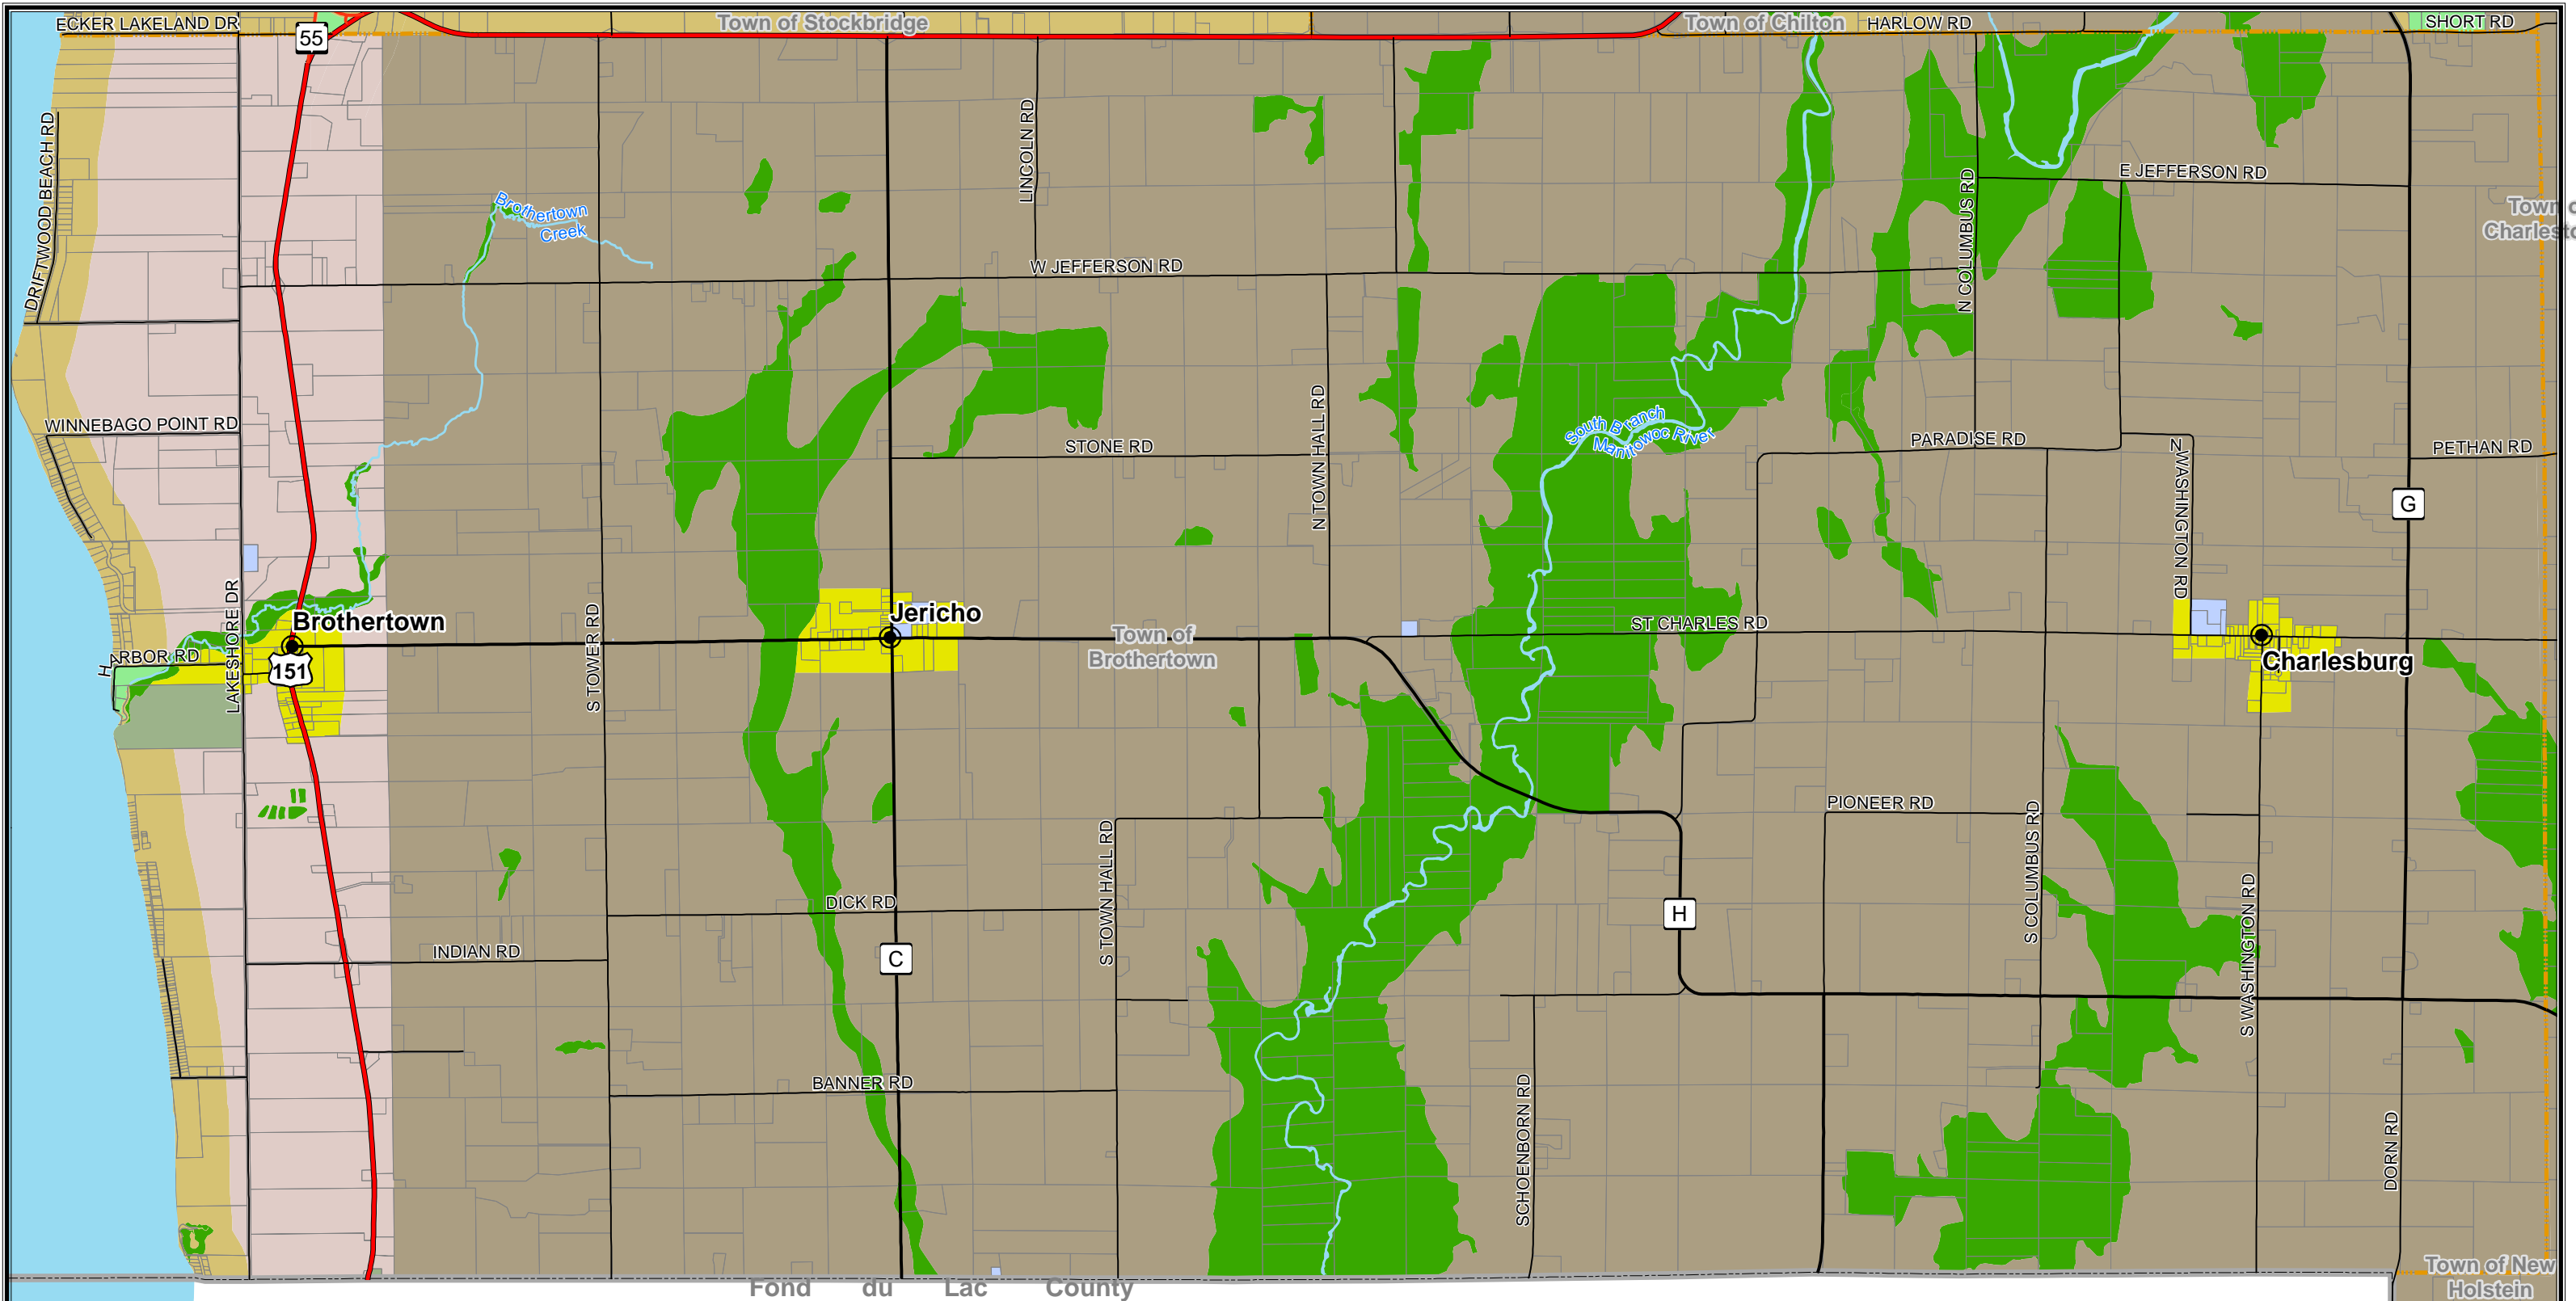 ECKER LAKELAND DR
Town of Stockbridge
Town of Chilton
HARLOW RD
SHORT RD
55
DRIFTWOOD BEACH RD
LINCOLN RD
N COLUMBUS RD
E JEFFERSON RD
Brothertown
Creek
Town o
Charlest
W JEFFERSON RD
WINNEBAGO POINT RD
STONE RD
N TOWN HALL RD
South Branch
Manitowoc River
PARADISE RD
N WASHINGTON RD
PETHAN RD
G
LAKESHORE DR
Brothertown
S TOWER RD
Jericho
Town of
Brothertown
ST CHARLES RD
Charlesburg
HARBOR RD
151
PIONEER RD
S TOWN HALL RD
S COLUMBUS RD
DICK RD
H
S WASHINGTON RD
INDIAN RD
C
BANNER RD
SCHOENBORN RD
DORN RD
Town of New
Holstein
Fond du Lac County